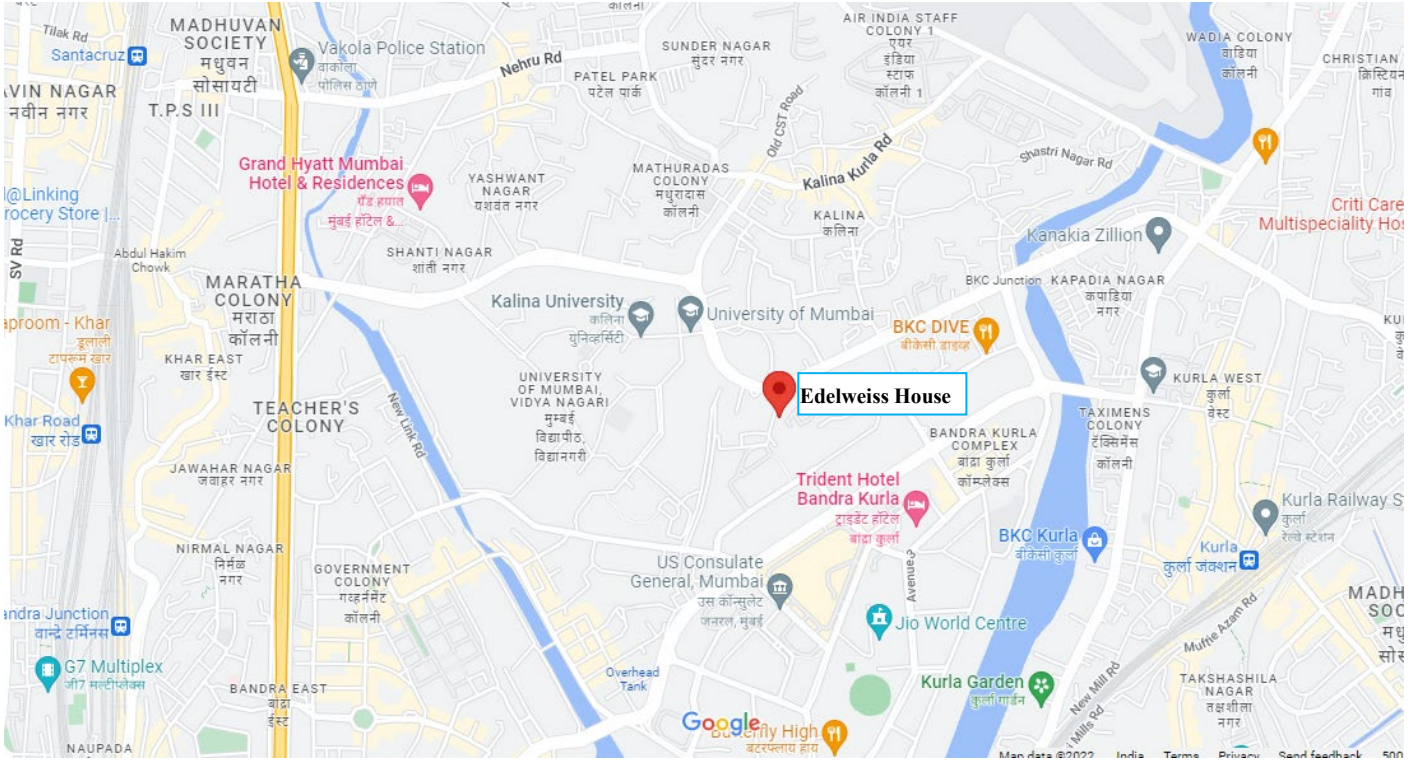 Tilak Rd
Santacruz
MADHUVAN
SOCIETY
मधुवन
सोसायटी
Vakola Police Station
वाकोला
पोलिस ठाणे
Nehru Rd
कॉलनी
SUNDER NAGAR
सुंदर नगर
PATEL PARK
पटेल पार्क
AIR INDIA STAFF
COLONY 1
एयर
इंडिया
स्टाफ
कॉलनी 1
WADIA COLONY
वाडिया
कॉलनी
CHRISTIAN
क्रिस्टियन
गांव
AVIN NAGAR
नवीन नगर
T.P.S III
Old CST Road
Kalina Kurla Rd
Shastri Nagar Rd
Grand Hyatt Mumbai
Hotel & Residences
ग्रँड हयात
मुंबई हॉटेल &...
YASHWANT
NAGAR
यशवंत नगर
MATHURADAS
COLONY
मथुरादास
कॉलनी
KALINA
कलिना
@Linking
rocery Store |...
SV Rd
Abdul Hakim
Chowk
SHANTI NAGAR
शांती नगर
Criti Care
Multispeciality Hos
Kanakia Zillion
MARATHA
COLONY
मराठा
कॉलनी
BKC Junction
KAPADIA NAGAR
कपाडिया
नगर
Kalina University
कलिना
युनिव्हर्सिटी
University of Mumbai
BKC DIVE
बीकेसी डाइव्ह
aproom - Khar
टापरूम खार
KHAR EAST
खार ईस्ट
UNIVERSITY
OF MUMBAI,
VIDYA NAGARI
मुम्बई
विद्यापीठ,
विद्यानगरी
Edelweiss House
KURLA WEST
कुर्ला
वेस्ट
TEACHER'S
COLONY
New Link Rd
Khar Road
खार रोड
BANDRA KURLA
COMPLEX
बांद्रा कुर्ला
कॉम्प्लेक्स
TAXIMENS
COLONY
टॅक्सिमेंस
कॉलनी
JAWAHAR NAGAR
जवाहर नगर
Trident Hotel
Bandra Kurla
ट्राइडेंट हॉटेल
बांद्रा कुर्ला
Kurla Railway S
कुर्ला
रेल्वे स्टेशन
BKC Kurla
बीकेसी कुर्ला
Kurla
कुर्ला जंक्शन
NIRMAL NAGAR
निर्मळ
नगर
GOVERNMENT
COLONY
गव्हर्नमेंट
कॉलनी
US Consulate
General, Mumbai
उस कॉन्सुलेट
जनरल, मुंबई
Avenue 3
Jio World Centre
andra Junction
वान्द्रे टर्मिनस
G7 Multiplex
जी7 मल्टीप्लेक्स
Muftie Azam Rd
BANDRA EAST
बांद्रा
ईस्ट
Overhead
Tank
Kurla Garden
कुर्ला गार्डन
New Mill Rd
TAKSHASHILA
NAGAR
तक्षशीला
नगर
NAUPADA
Google
बटरफ्लाय हाय
Map data ©2022 India Terms Privacy Send feedback 500